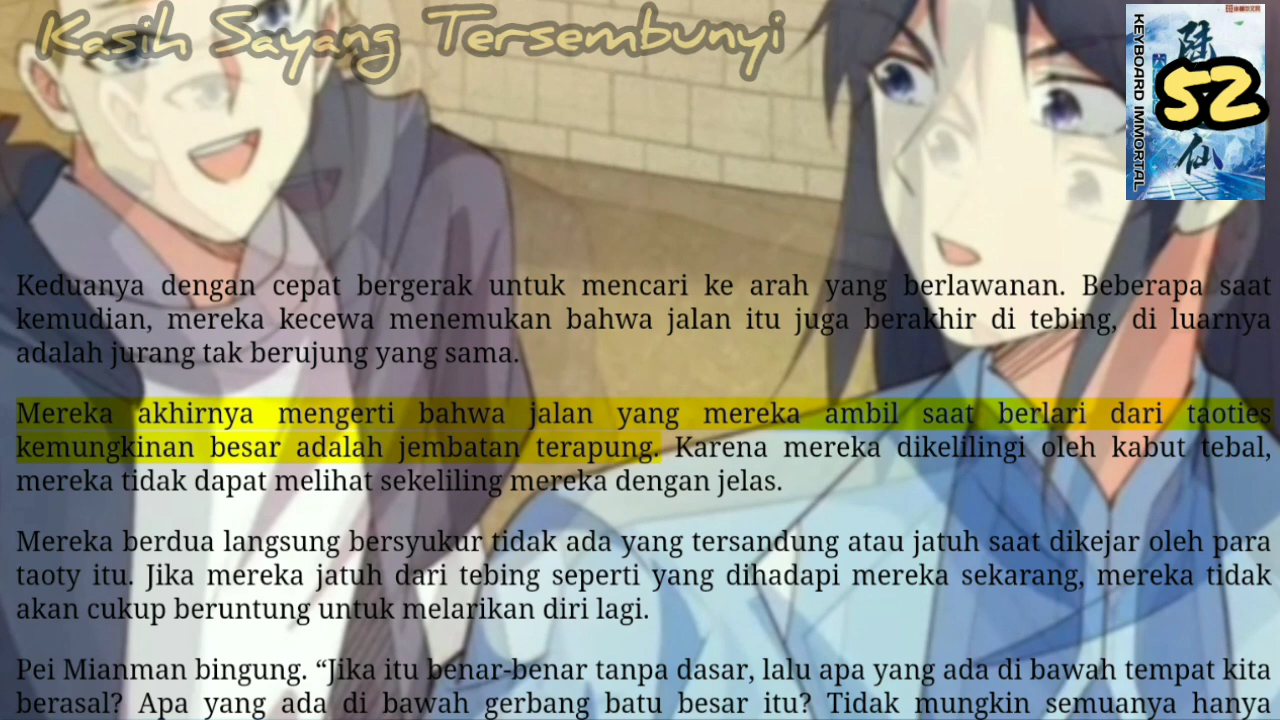 Kasih Sayang Tersembunyi
KEYBOARD IMMORTAL
52
仙
Keduanya dengan cepat bergerak untuk mencari ke arah yang berlawanan. Beberapa saat
kemudian, mereka kecewa menemukan bahwa jalan itu juga berakhir di tebing, di luarnya
adalah jurang tak berujung yang sama.
Mereka akhirnya mengerti bahwa jalan yang mereka ambil saat berlari dari taoties
kemungkinan besar adalah jembatan terapung. Karena mereka dikelilingi oleh kabut tebal,
mereka tidak dapat melihat sekeliling mereka dengan jelas.
Mereka berdua langsung bersyukur tidak ada yang tersandung atau jatuh saat dikejar oleh para
taoty itu. Jika mereka jatuh dari tebing seperti yang dihadapi mereka sekarang, mereka tidak
akan cukup beruntung untuk melarikan diri lagi.
Pei Mianman bingung. “Jika itu benar-benar tanpa dasar, lalu apa yang ada di bawah tempat kita
berasal? Apa yang ada di bawah gerbang batu besar itu? Tidak mungkin semuanya hanya